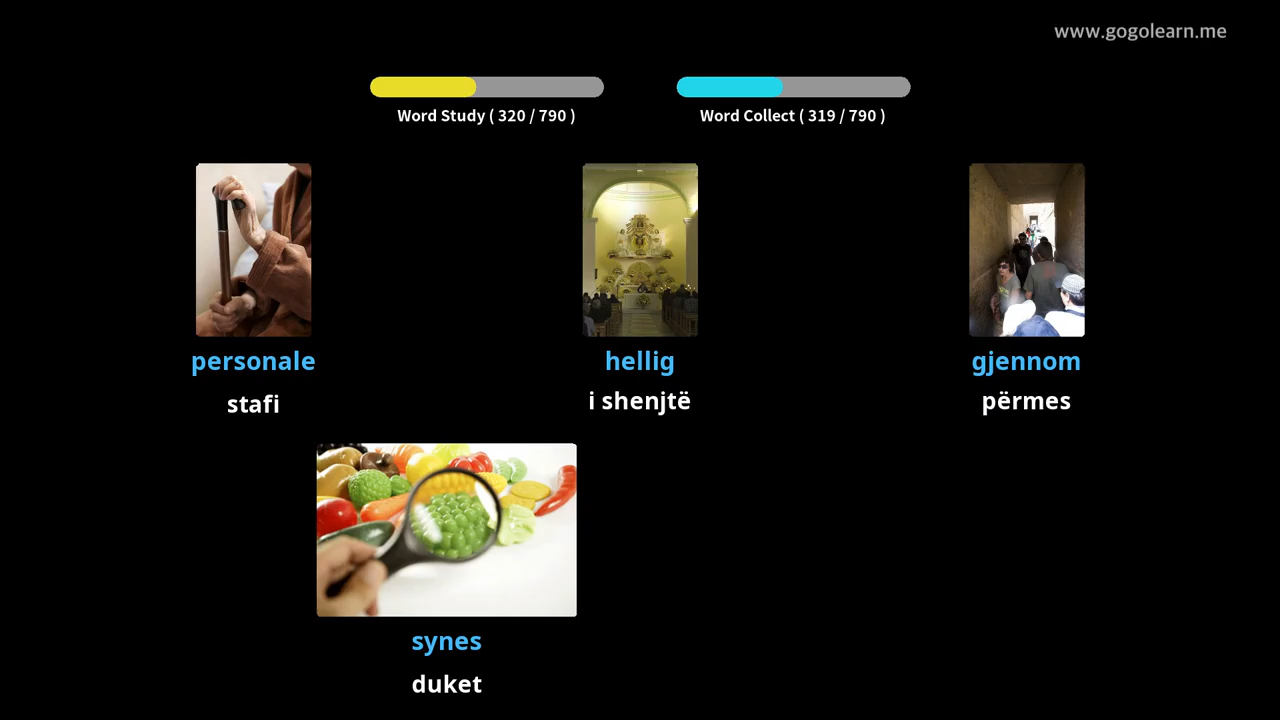 www.gogolearn.me
Word Study ( 320 / 790 )
Word Collect ( 319 / 790 )
personale
hellig
gjennom
stafi
i shenjtë
përmes
synes
duket